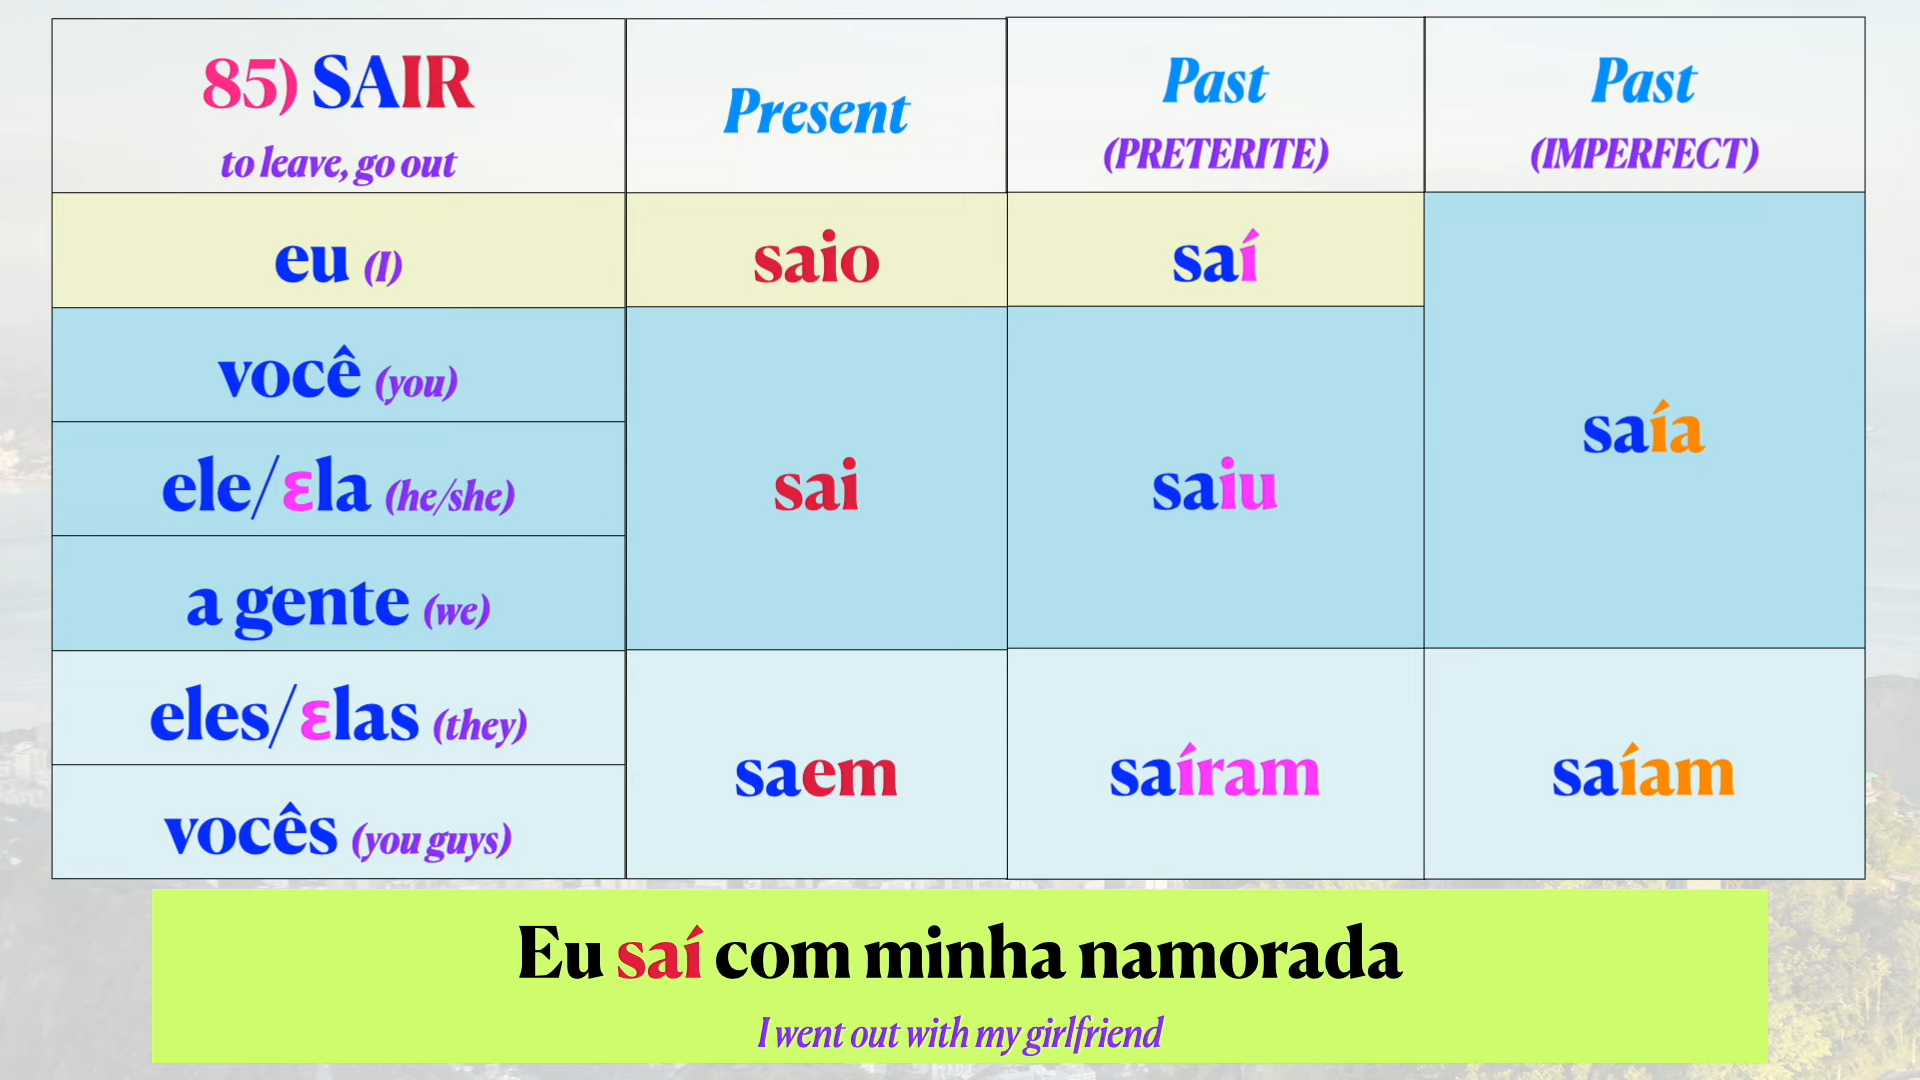 85) SAIR
to leave, go out
Present
Past
(PRETERITE)
Past
(IMPERFECT)
eu (I)
saio
saí
você (you)
ele/ɛla (he/she)
a gente (we)
sai
saiu
saía
eles/ɛlas (they)
vocês (you guys)
saem
saíram
saíam
Eu saí com minha namorada
I went out with my girlfriend